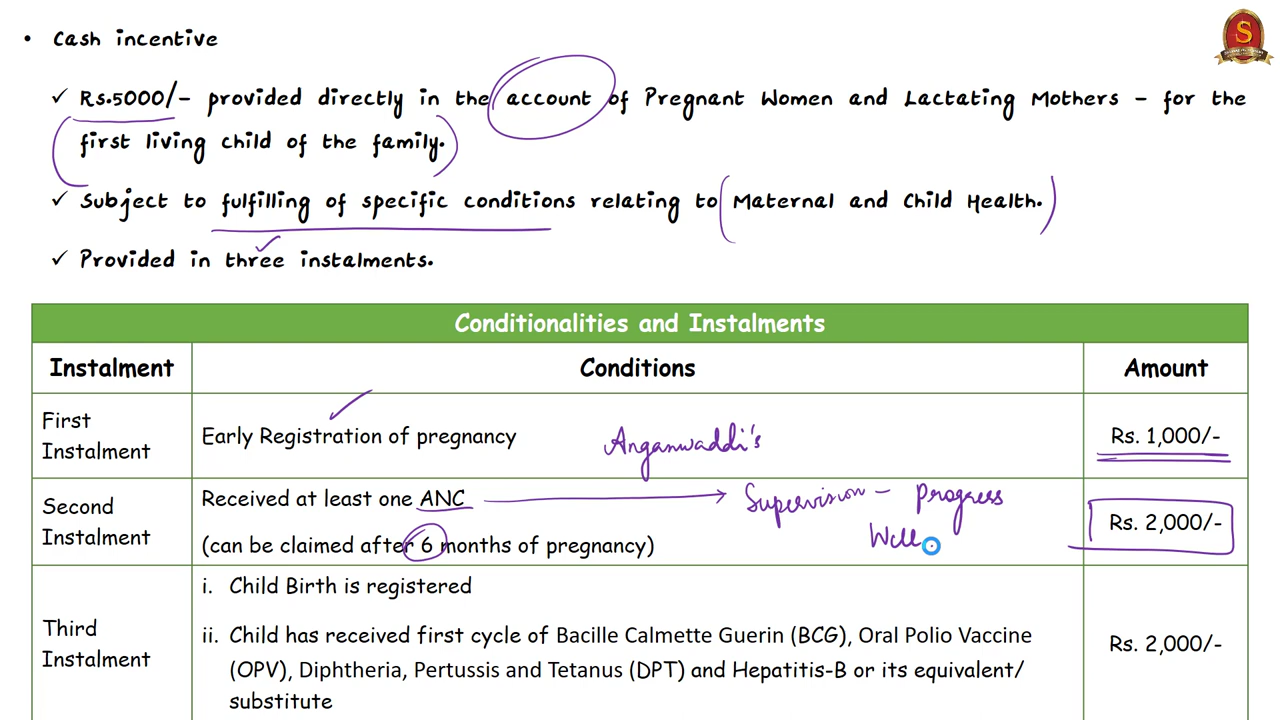 • Cash incentive
✓ Rs.5000/- provided directly in the account of Pregnant Women and Lactating Mothers – for the
first living child of the family.
✓ Subject to fulfilling of specific conditions relating to Maternal and Child Health.
✓ Provided in three instalments.
Conditionalities and Instalments
Instalment Conditions Amount
First Instalment
Early Registration of pregnancy
Anganwaddi's
Rs. 1,000/-
Second Instalment
Received at least one ANC
Supervision – Progress
(can be claimed after 6 months of pregnancy)
Well
Rs. 2,000/-
Third Instalment
i. Child Birth is registered
ii. Child has received first cycle of Bacille Calmette Guerin (BCG), Oral Polio Vaccine
(OPV), Diphtheria, Pertussis and Tetanus (DPT) and Hepatitis-B or its equivalent/
substitute
Rs. 2,000/-
S